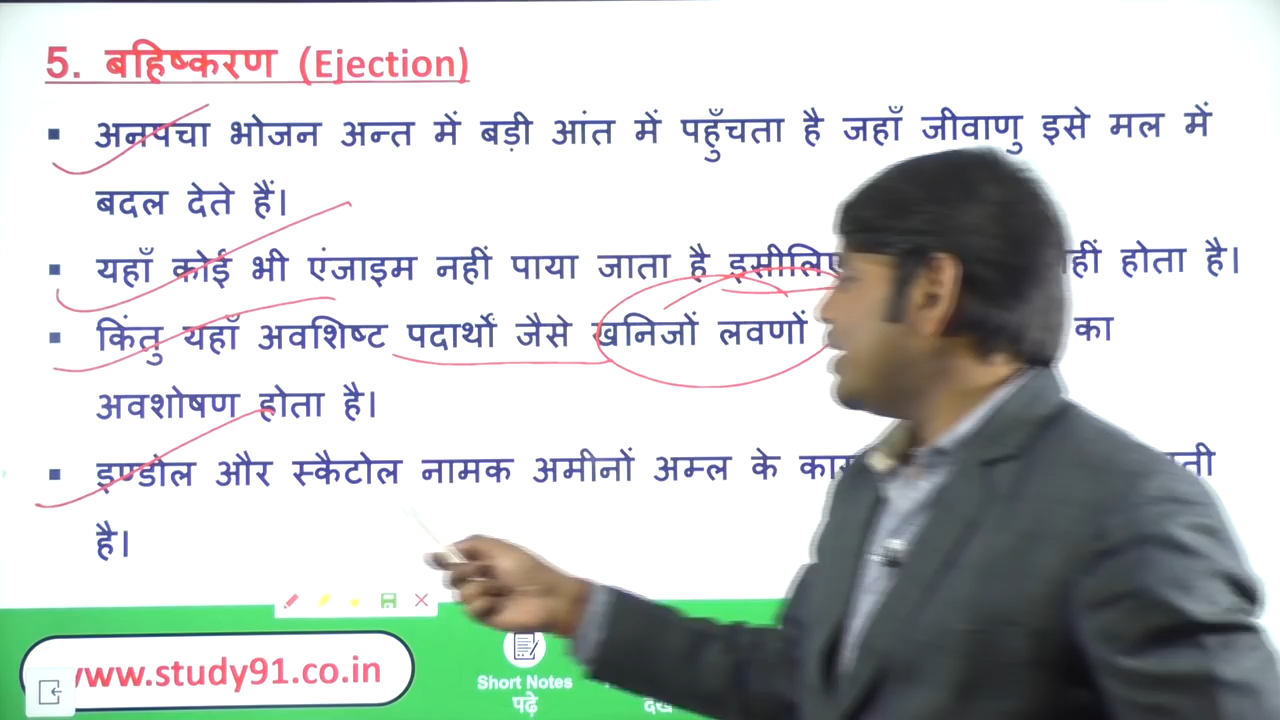 5. बहिष्करण (Ejection)
▪ अनपचा भोजन अन्त में बड़ी आंत में पहुँचता है जहाँ जीवाणु इसे मल में
बदल देते हैं।
▪ यहाँ कोई भी एंजाइम नहीं पाया जाता है इसीलिए होता है।
▪ किंतु यहाँ अवशिष्ट पदार्थों जैसे खनिजों लवणों का
अवशोषण होता है।
▪ इण्डोल और स्कैटोल नामक अमीनों अम्ल के
है।
www.study91.co.in
Short Notes
पढ़े